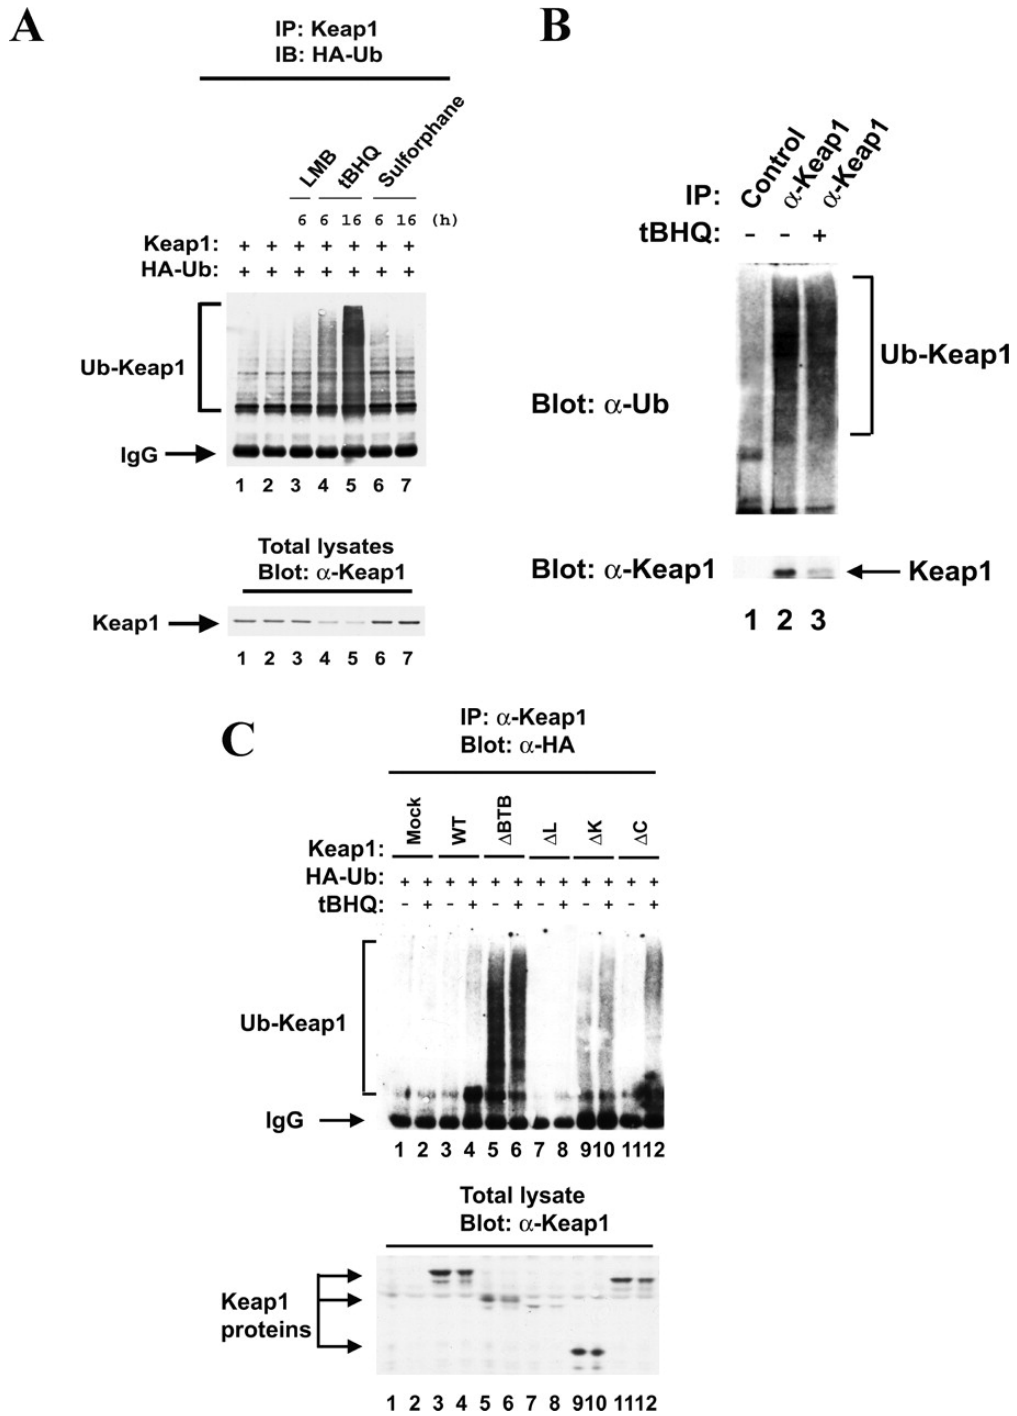 A
IP: Keap1
IB: HA-Ub
LMB tBHQ Sulforphane
6 6 16 6 16 (h)
Keap1: + + + + + + +
HA-Ub: + + + + + + +
Ub-Keap1
IgG
1 2 3 4 5 6 7
Total lysates
Blot: α-Keap1
Keap1
1 2 3 4 5 6 7
B
IP: Control α-Keap1 α-Keap1
tBHQ: - - +
Ub-Keap1
Blot: α-Ub
Blot: α-Keap1 Keap1
1 2 3
C
IP: α-Keap1
Blot: α-HA
Keap1: Mock WT ΔBTB ΔL ΔK ΔC
HA-Ub: + + + + + + + + + + + +
tBHQ: - + - + - + - + - + - +
Ub-Keap1
IgG
1 2 3 4 5 6 7 8 9 10 11 12
Total lysate
Blot: α-Keap1
Keap1
proteins
1 2 3 4 5 6 7 8 9 10 11 12